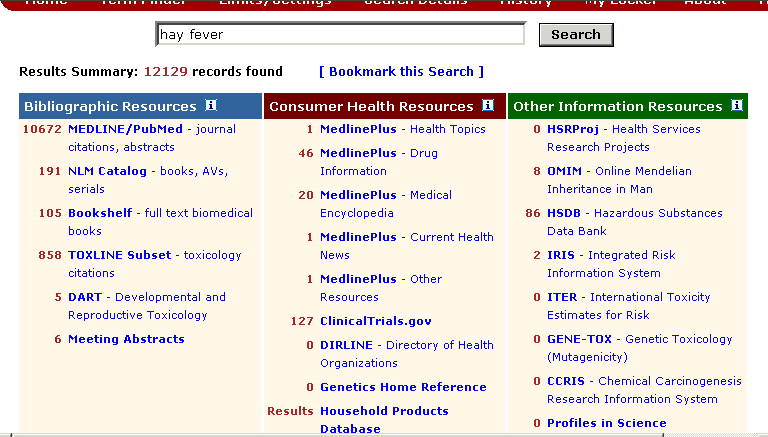 Home Term Finder Limits/Settings Search Details History My Locker About
hay fever Search
Results Summary: 12129 records found [ Bookmark this Search ]
Bibliographic Resources i
10672 MEDLINE/PubMed - journal
citations, abstracts
191 NLM Catalog - books, AVs,
serials
105 Bookshelf - full text biomedical
books
858 TOXLINE Subset - toxicology
citations
5 DART - Developmental and
Reproductive Toxicology
6 Meeting Abstracts
Consumer Health Resources i
1 MedlinePlus - Health Topics
46 MedlinePlus - Drug
Information
20 MedlinePlus - Medical
Encyclopedia
1 MedlinePlus - Current Health
News
1 MedlinePlus - Other
Resources
127 ClinicalTrials.gov
0 DIRLINE - Directory of Health
Organizations
0 Genetics Home Reference
Results Household Products
Database
Other Information Resources i
0 HSRProj - Health Services
Research Projects
8 OMIM - Online Mendelian
Inheritance in Man
86 HSDB - Hazardous Substances
Data Bank
2 IRIS - Integrated Risk
Information System
0 ITER - International Toxicity
Estimates for Risk
0 GENE-TOX - Genetic Toxicology
(Mutagenicity)
0 CCRIS - Chemical Carcinogenesis
Research Information System
0 Profiles in Science